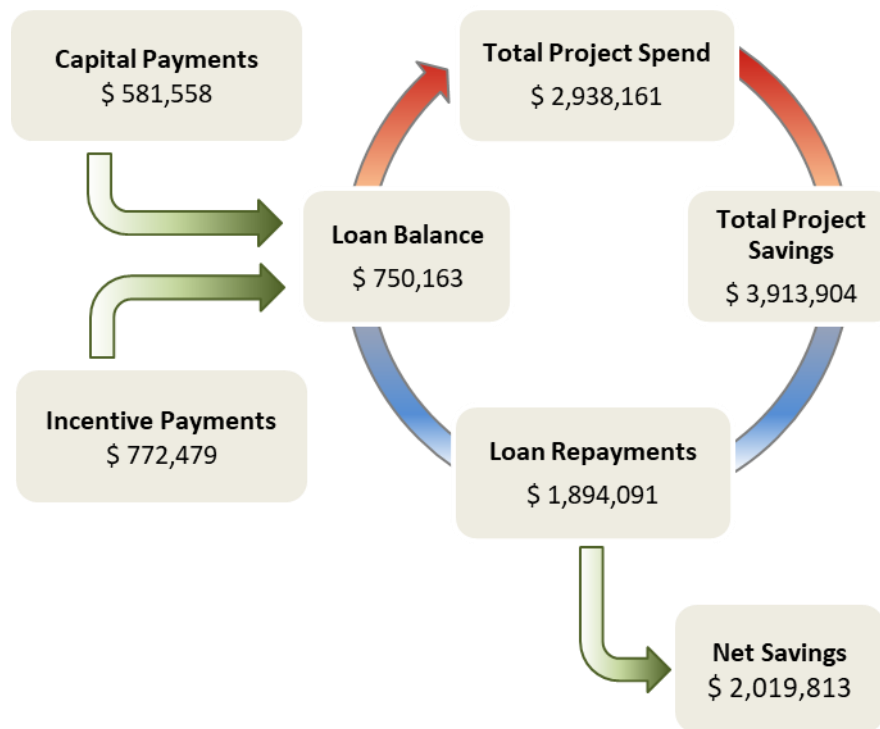 Capital Payments
$ 581,558
Total Project Spend
$ 2,938,161
Loan Balance
$ 750,163
Total Project
Savings
$ 3,913,904
Incentive Payments
$ 772,479
Loan Repayments
$ 1,894,091
Net Savings
$ 2,019,813